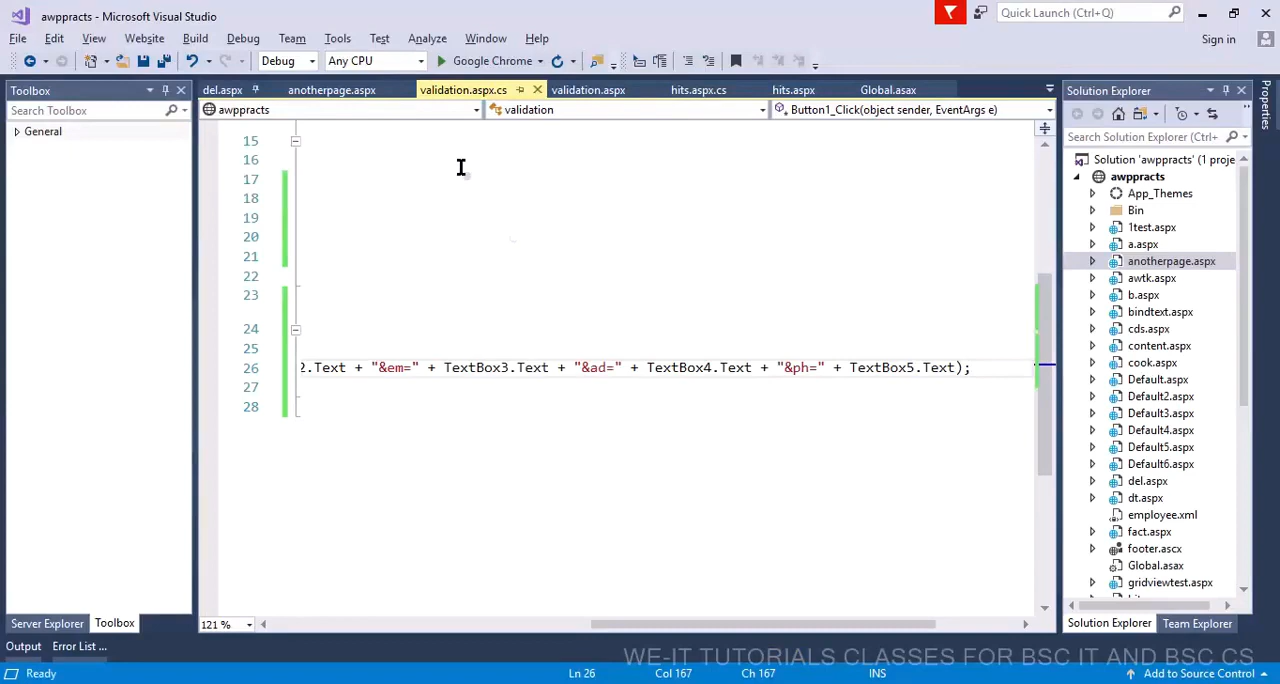 awppracts - Microsoft Visual Studio
Quick Launch (Ctrl+Q)
File Edit View Website Build Debug Team Tools Test Analyze Window Help
Sign in
Debug Any CPU Google Chrome
Toolbox
del.aspx anotherpage.aspx validation.aspx.cs validation.aspx hits.aspx.cs hits.aspx Global.asax
Solution Explorer
Search Toolbox
awppracts validation Button1_Click(object sender, EventArgs e)
General
Search Solution Explorer (Ctrl+
Solution 'awppracts' (1 proje
awppracts
App_Themes
Bin
1test.aspx
a.aspx
anotherpage.aspx
awtk.aspx
b.aspx
bindtext.aspx
cds.aspx
content.aspx
cook.aspx
Default.aspx
Default2.aspx
Default3.aspx
Default4.aspx
Default5.aspx
Default6.aspx
del.aspx
dt.aspx
employee.xml
fact.aspx
footer.ascx
Global.asax
gridviewtest.aspx
15
16
17
18
19
20
21
22
23
24
25
26 2.Text + "&em=" + TextBox3.Text + "&ad=" + TextBox4.Text + "&ph=" + TextBox5.Text);
27
28
Properties
121 %
Server Explorer Toolbox
Solution Explorer Team Explorer
Output Error List ...
WE-IT TUTORIALS CLASSES FOR BSC IT AND BSC CS
Ready Ln 26 Col 167 Ch 167 INS Add to Source Control